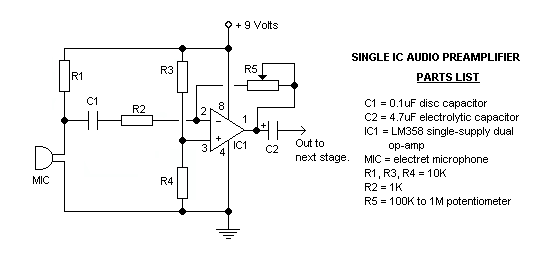 + 9 Volts
R1
R3
R5
C1
R2
8
2
1
3
4
IC1
+
C2
Out to
next stage.
MIC
R4
SINGLE IC AUDIO PREAMPLIFIER
PARTS LIST
C1 = 0.1uF disc capacitor
C2 = 4.7uF electrolytic capacitor
IC1 = LM358 single-supply dual
op-amp
MIC = electret microphone
R1, R3, R4 = 10K
R2 = 1K
R5 = 100K to 1M potentiometer